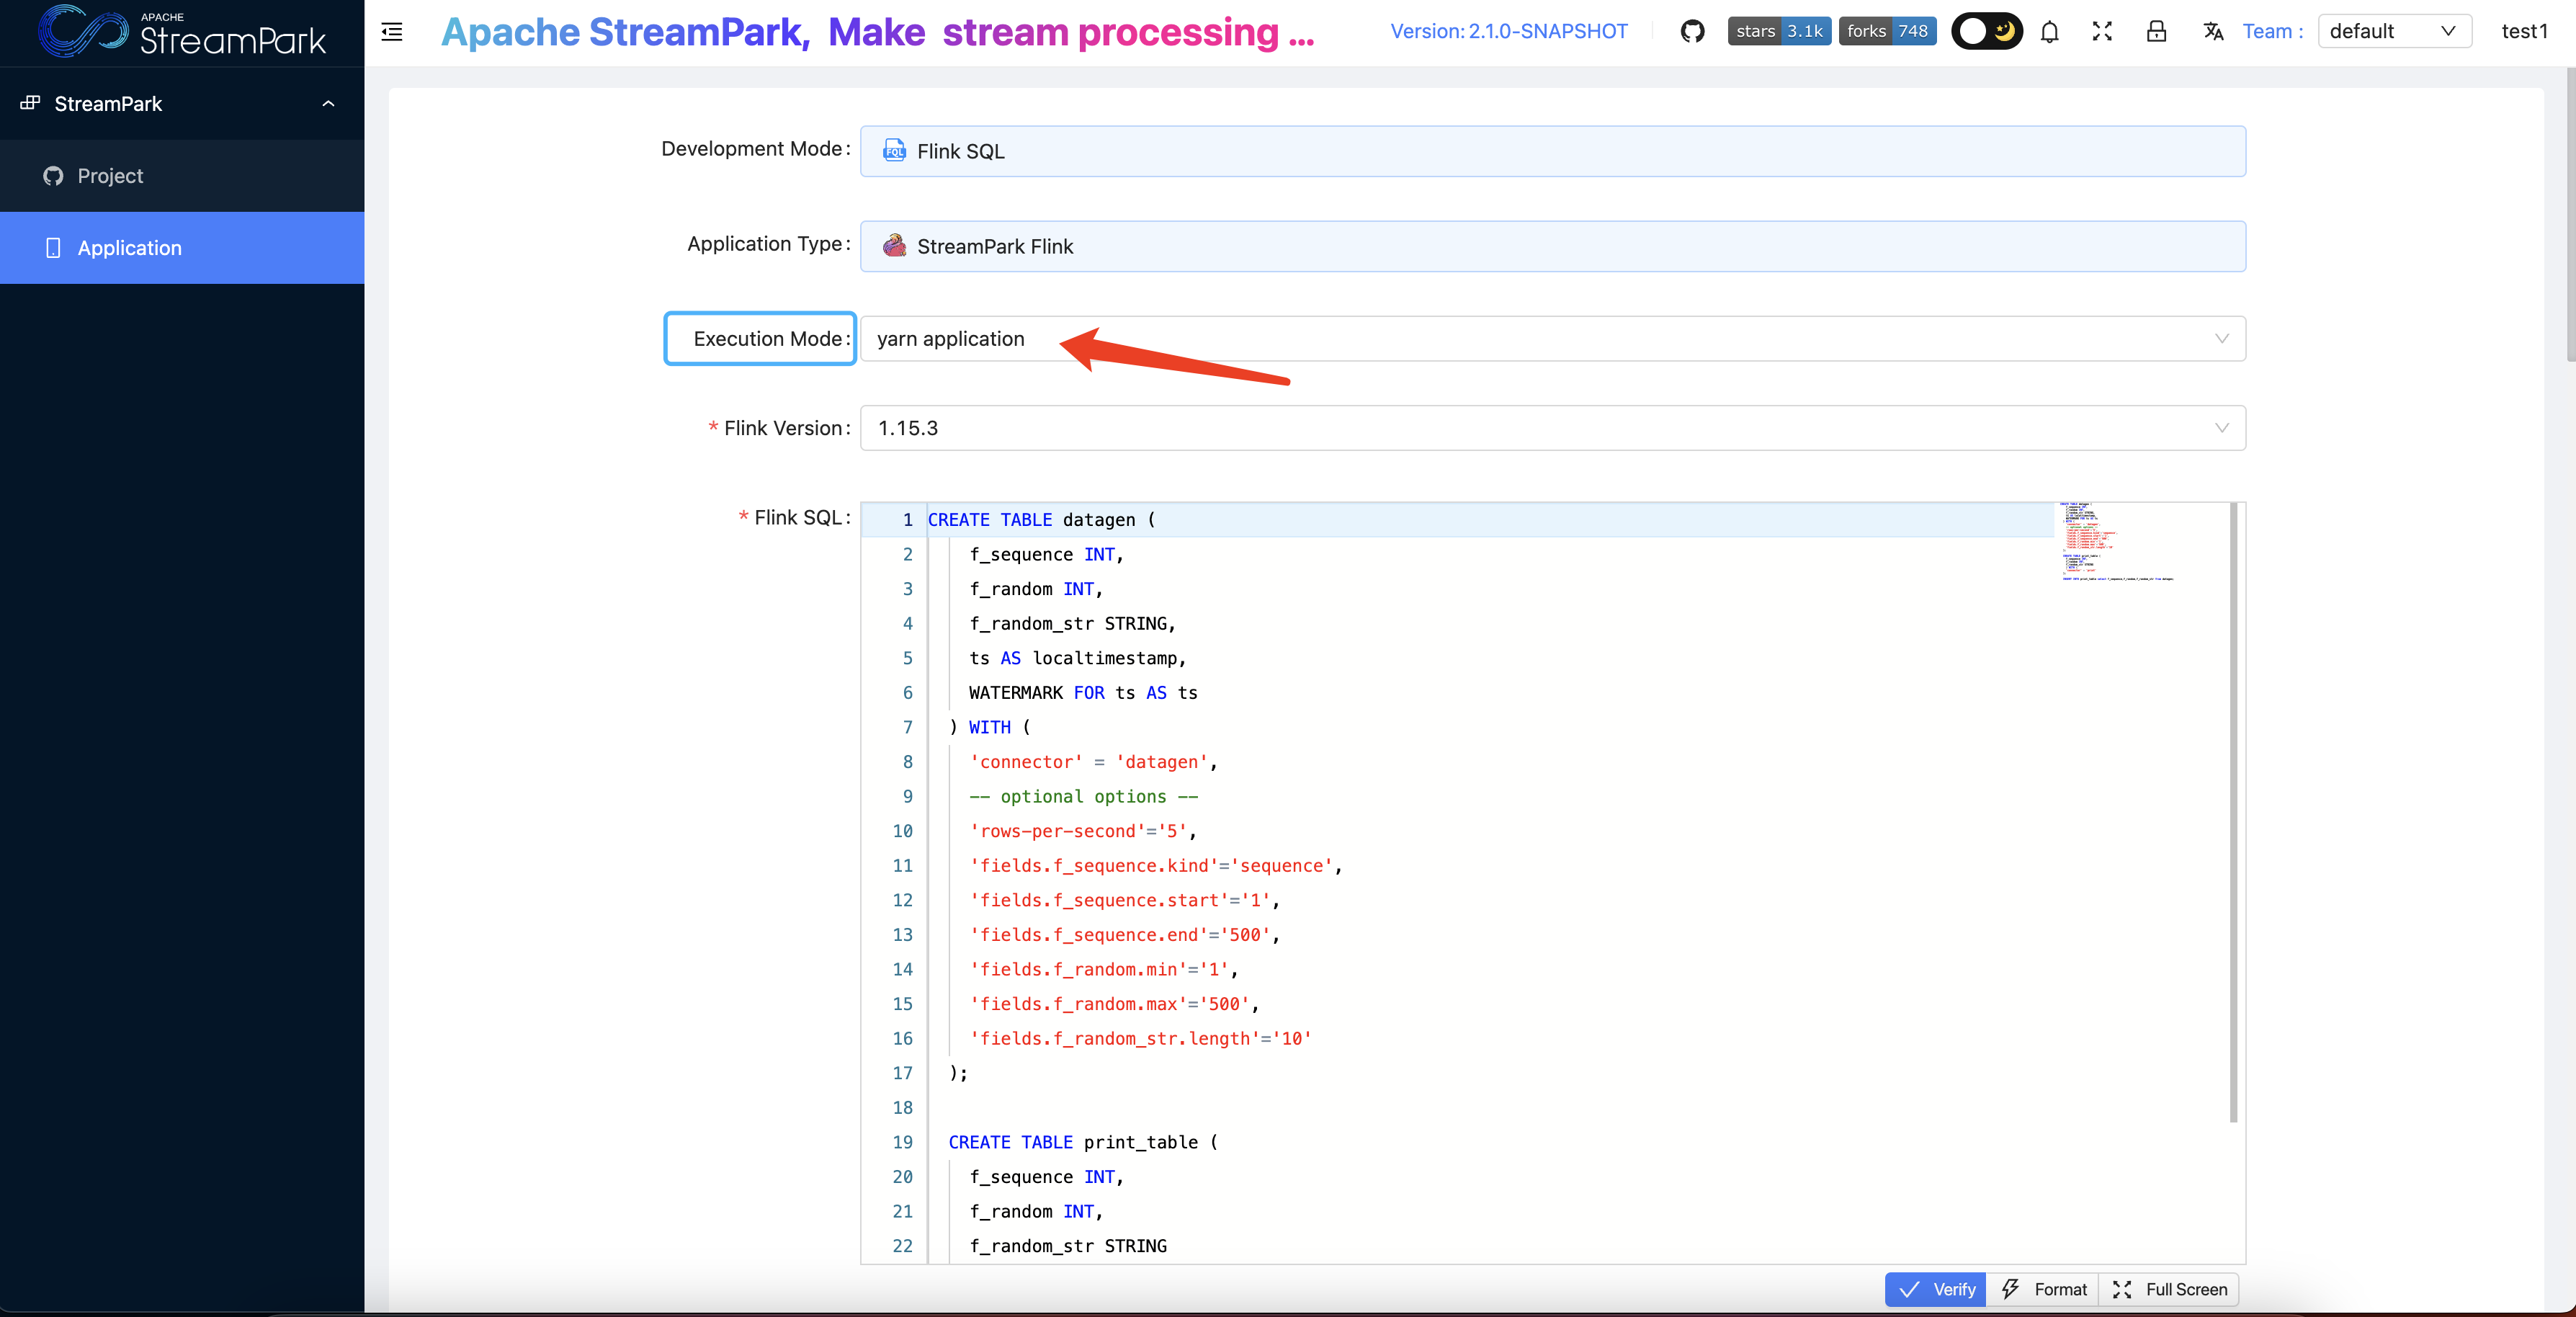 APACHE
StreamPark
Apache StreamPark, Make stream processing ...
Version: 2.1.0-SNAPSHOT
stars 3.1k
forks 748
Team :
default
test1
StreamPark
Project
Application
Development Mode :
FQL Flink SQL
Application Type :
StreamPark Flink
Execution Mode :
yarn application
* Flink Version :
1.15.3
* Flink SQL :
1 CREATE TABLE datagen (
2 f_sequence INT,
3 f_random INT,
4 f_random_str STRING,
5 ts AS localtimestamp,
6 WATERMARK FOR ts AS ts
7 ) WITH (
8 'connector' = 'datagen',
9 -- optional options --
10 'rows-per-second'='5',
11 'fields.f_sequence.kind'='sequence',
12 'fields.f_sequence.start'='1',
13 'fields.f_sequence.end'='500',
14 'fields.f_random.min'='1',
15 'fields.f_random.max'='500',
16 'fields.f_random_str.length'='10'
17 );
18
19 CREATE TABLE print_table (
20 f_sequence INT,
21 f_random INT,
22 f_random_str STRING
Verify
Format
Full Screen